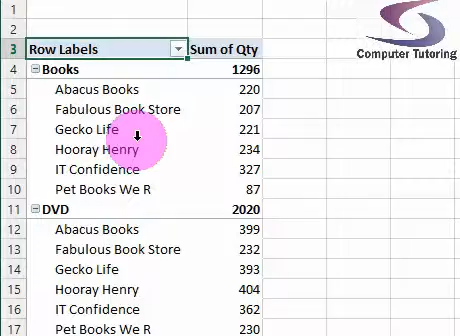 1
2
Computer Tutoring
3 Row Labels Sum of Qty
4 Books 1296
5 Abacus Books 220
6 Fabulous Book Store 207
7 Gecko Life 221
8 Hooray Henry 234
9 IT Confidence 327
10 Pet Books We R 87
11 DVD 2020
12 Abacus Books 399
13 Fabulous Book Store 232
14 Gecko Life 393
15 Hooray Henry 404
16 IT Confidence 362
17 Pet Books We R 230